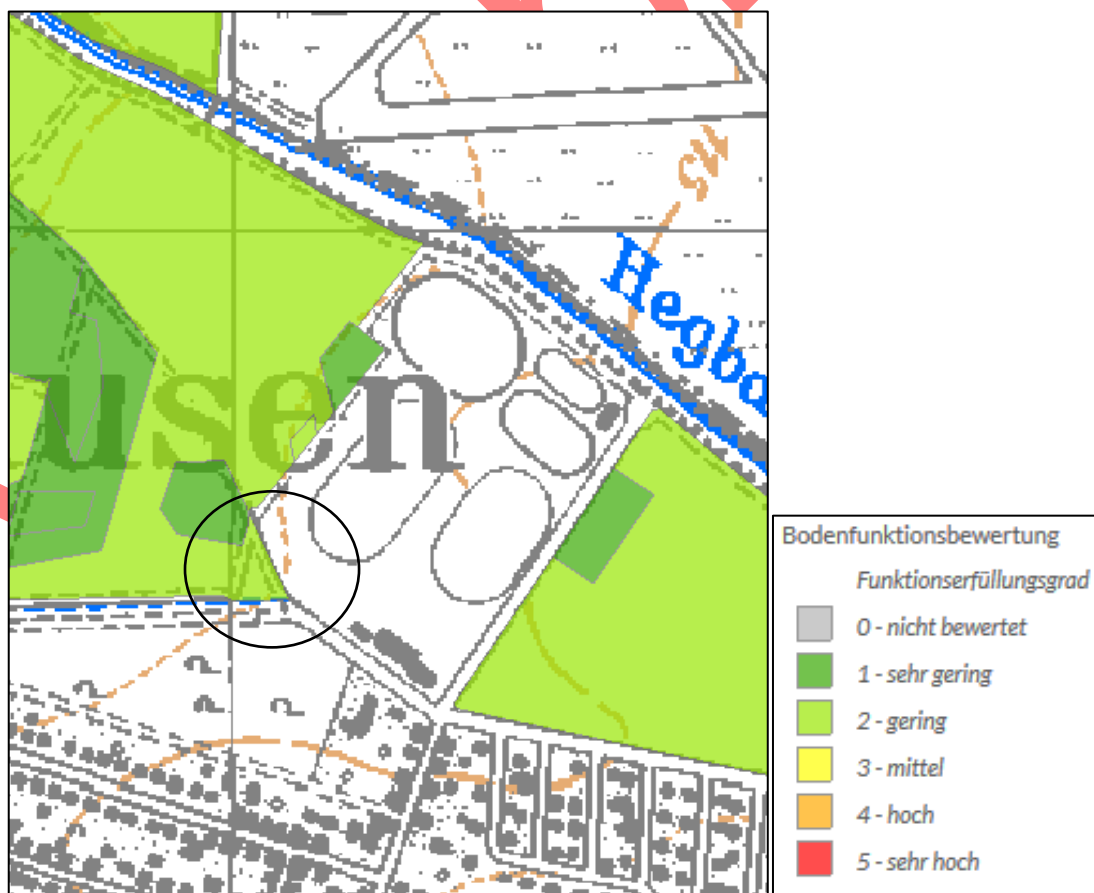 Hegba
usen
Bodenfunktionsbewertung
Funktionserfüllungsgrad
0 - nicht bewertet
1 - sehr gering
2 - gering
3 - mittel
4 - hoch
5 - sehr hoch